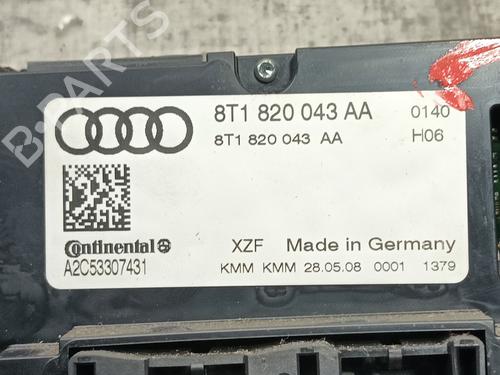 8T1 820 043 AA 0140
8T1 820 043 AA H06
Continental
XZF Made in Germany
A2C53307431
KMM KMM 28.05.08 0001 1379
B-PARTS